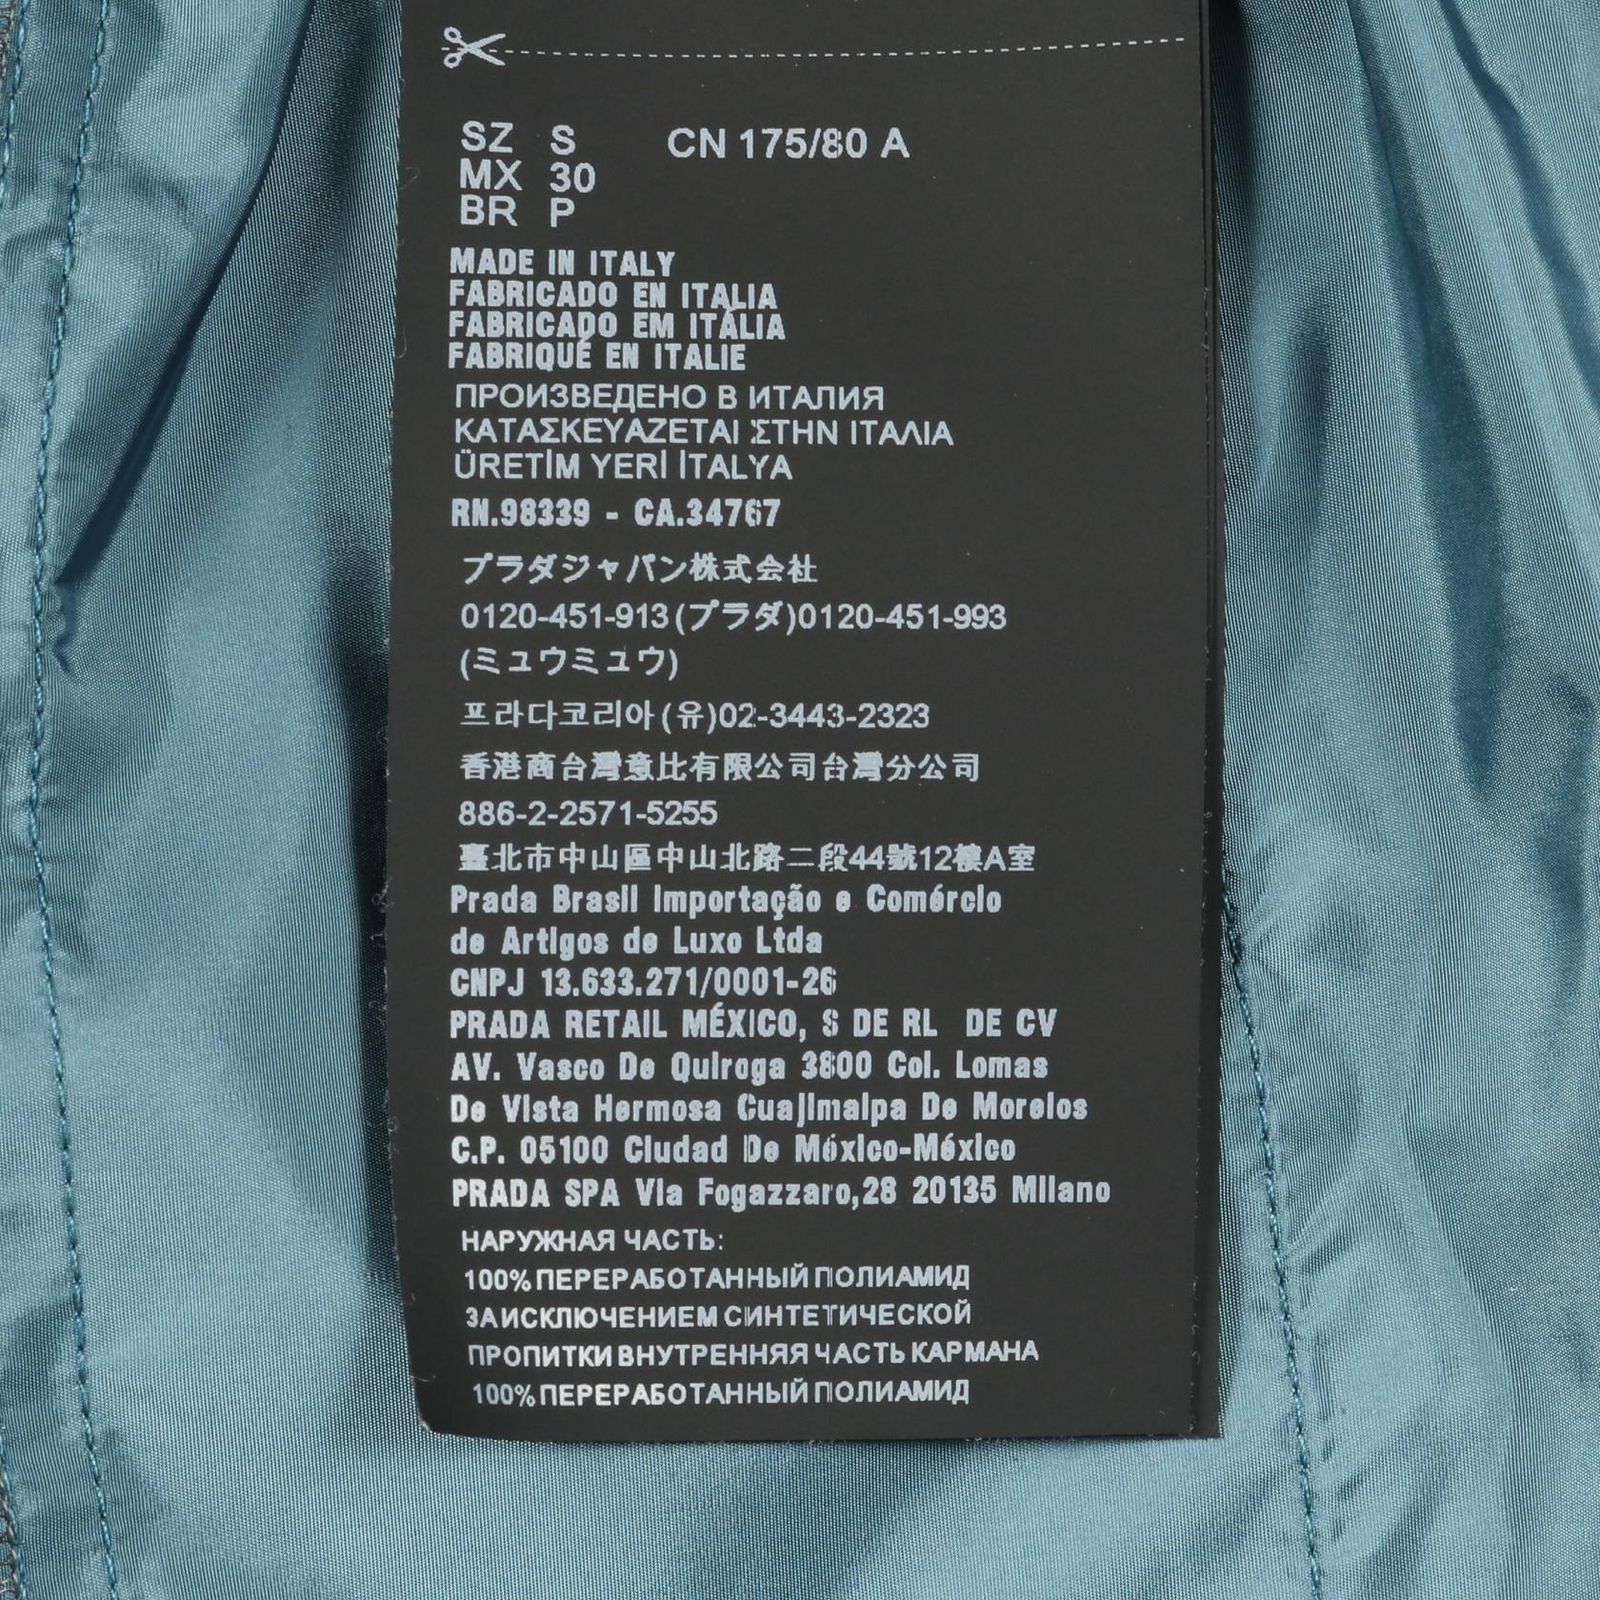 SZ S CN 175/80 A
MX 30
BR P
MADE IN ITALY
FABRICADO EN ITALIA
FABRICADO EM ITÁLIA
FABRIQUÉ EN ITALIE
ПРОИЗВЕДЕНО В ИТАЛИЯ
ΚΑΤΑΣΚΕΥΑΖΕΤΑΙ ΣΤΗΝ ΙΤΑΛΙΑ
ÜRETİM YERİ İTALYA
RN.98339 - CA.34767
プラダジャパン株式会社
0120-451-913(プラダ)0120-451-993
(ミュウミュウ)
프라다코리아(유)02-3443-2323
香港商台灣意比有限公司台灣分公司
886-2-2571-5255
臺北市中山區中山北路二段44號12樓A室
Prada Brasil Importação e Comércio
de Artigos de Luxo Ltda
CNPJ 13.633.271/0001-26
PRADA RETAIL MÉXICO, S DE RL DE CV
AV. Vasco De Quiroga 3800 Col. Lomas
De Vista Hermosa Cuajimalpa De Morelos
C.P. 05100 Ciudad De México-México
PRADA SPA Via Fogazzaro,28 20135 Milano
НАРУЖНАЯ ЧАСТЬ:
100% ПЕРЕРАБОТАННЫЙ ПОЛИАМИД
ЗА ИСКЛЮЧЕНИЕМ СИНТЕТИЧЕСКОЙ
ПРОПИТКИ ВНУТРЕННЯЯ ЧАСТЬ КАРМАНА
100% ПЕРЕРАБОТАННЫЙ ПОЛИАМИД